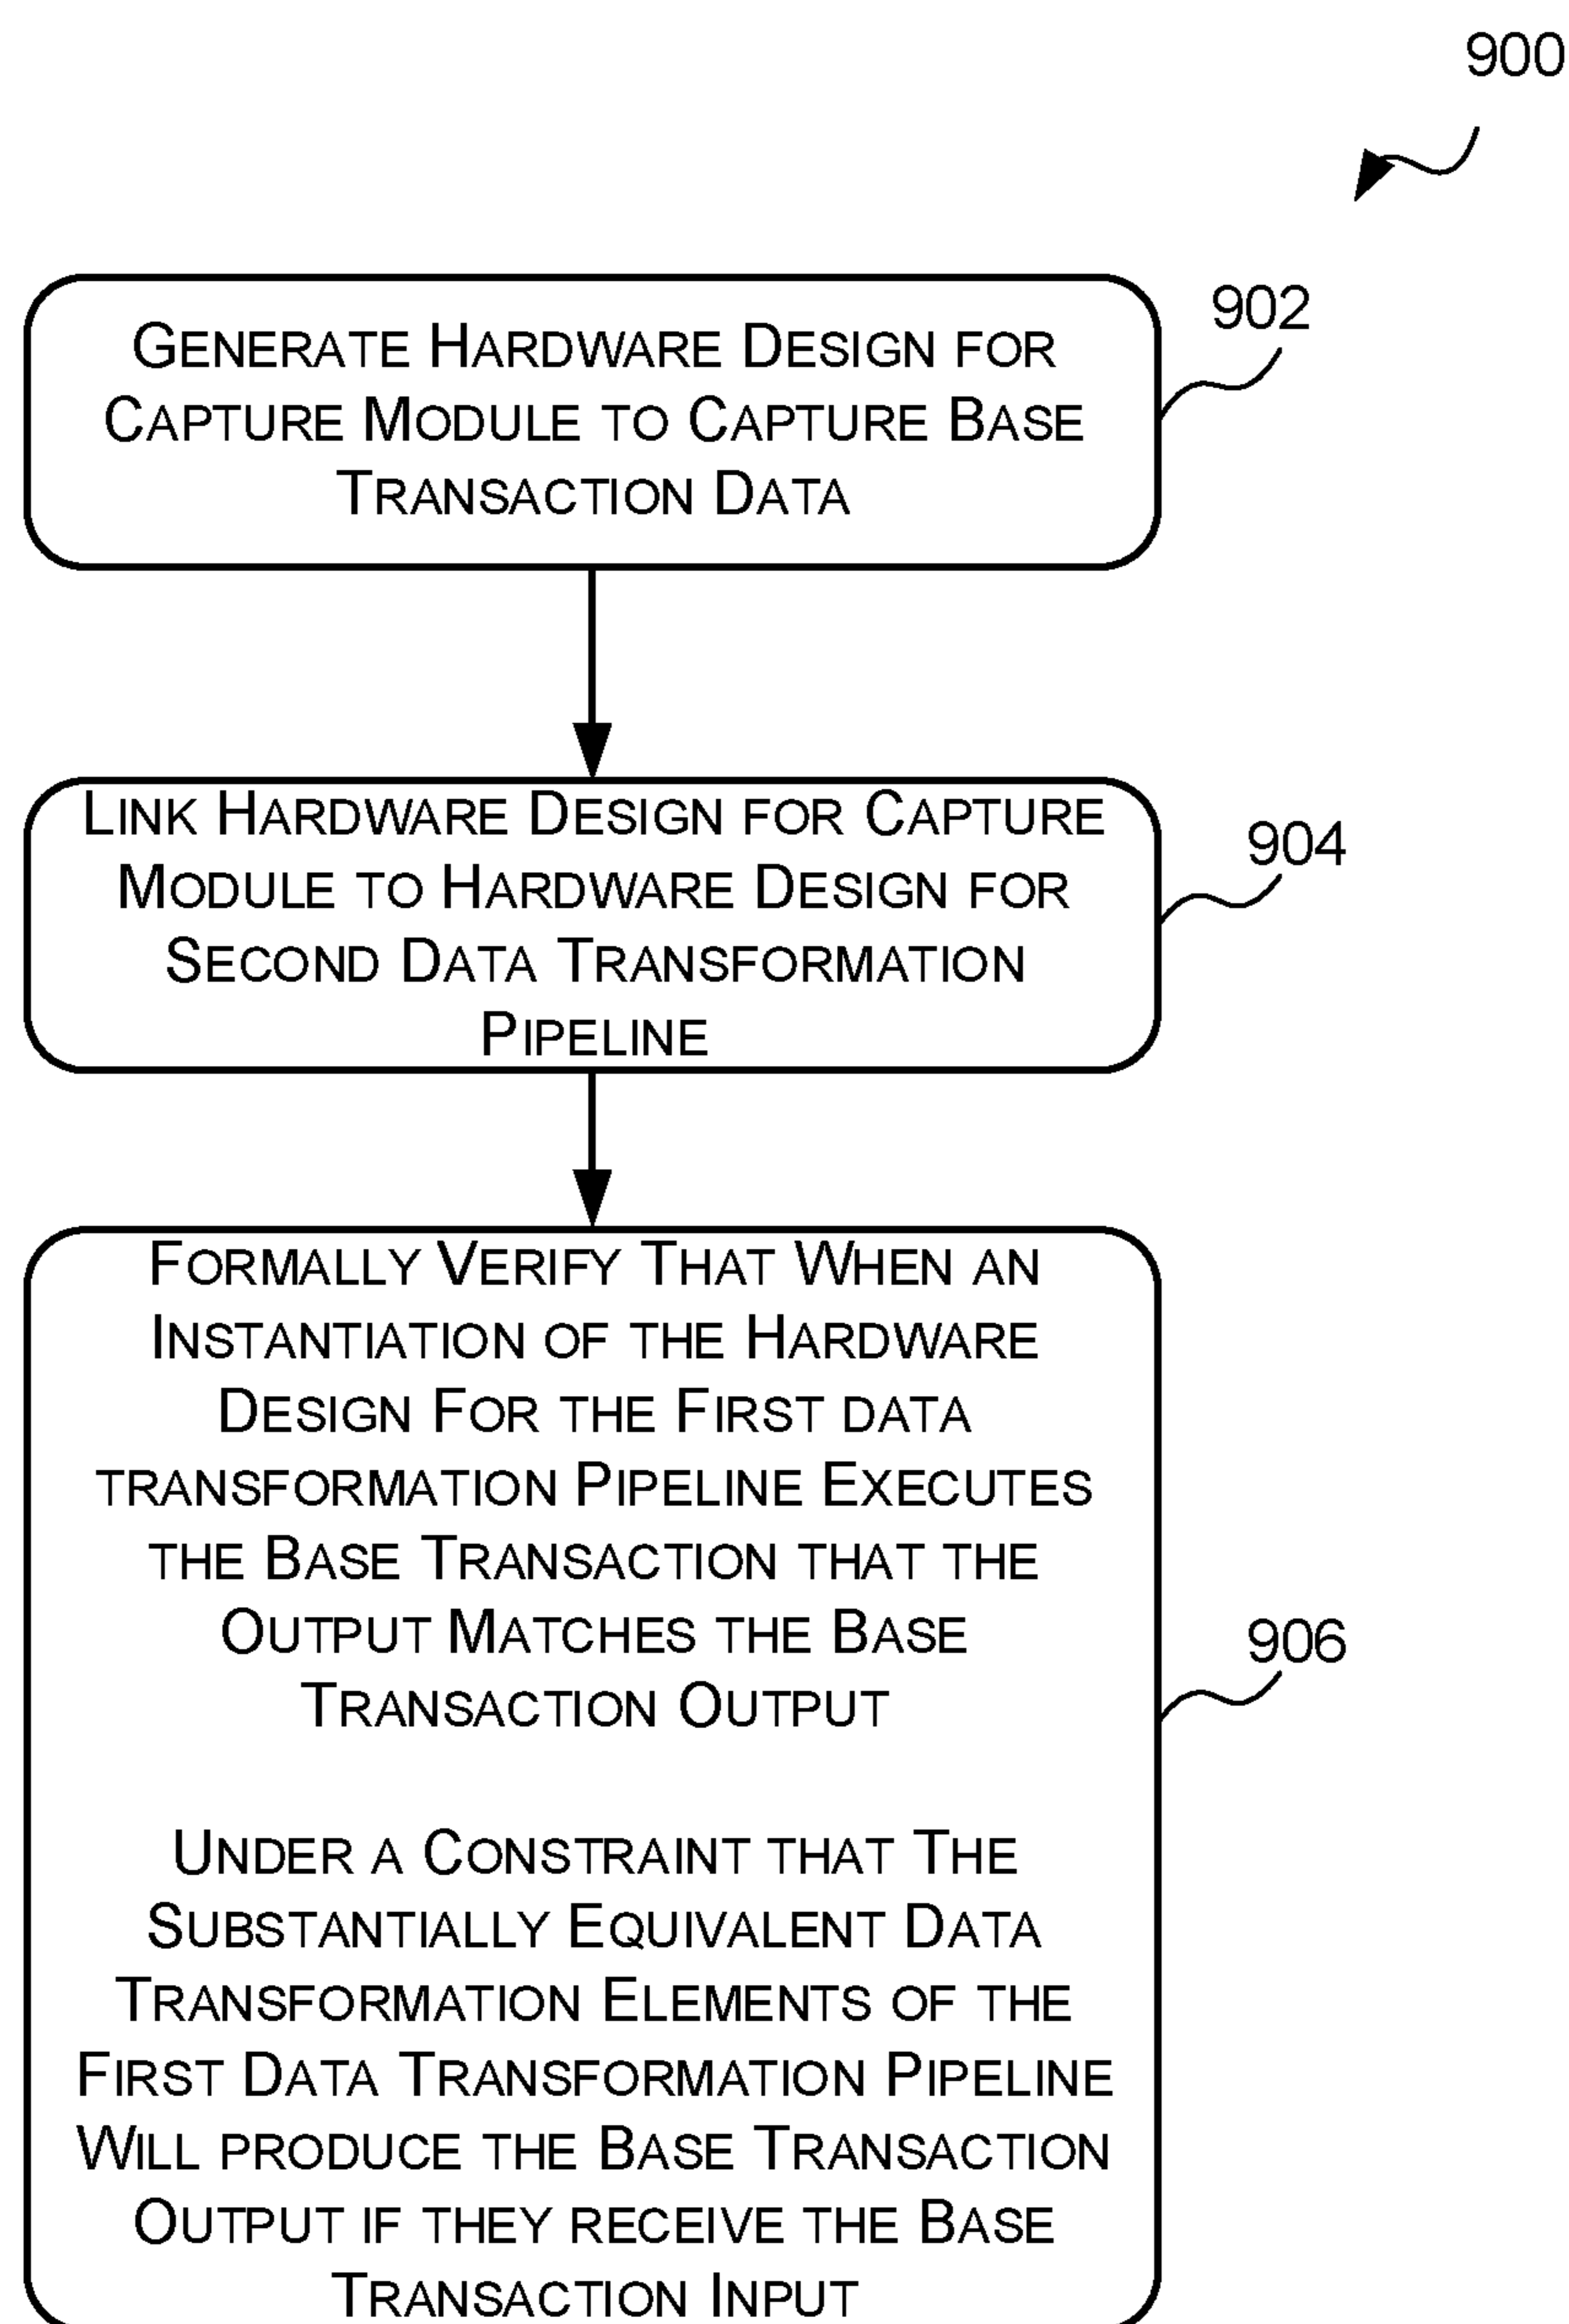 900
902
GENERATE HARDWARE DESIGN FOR
CAPTURE MODULE TO CAPTURE BASE
TRANSACTION DATA
904
LINK HARDWARE DESIGN FOR CAPTURE
MODULE TO HARDWARE DESIGN FOR
SECOND DATA TRANSFORMATION
PIPELINE
906
FORMALLY VERIFY THAT WHEN AN
INSTANTIATION OF THE HARDWARE
DESIGN FOR THE FIRST DATA
TRANSFORMATION PIPELINE EXECUTES
THE BASE TRANSACTION THAT THE
OUTPUT MATCHES THE BASE
TRANSACTION OUTPUT
UNDER A CONSTRAINT THAT THE
SUBSTANTIALLY EQUIVALENT DATA
TRANSFORMATION ELEMENTS OF THE
FIRST DATA TRANSFORMATION PIPELINE
WILL PRODUCE THE BASE TRANSACTION
OUTPUT IF THEY RECEIVE THE BASE
TRANSACTION INPUT